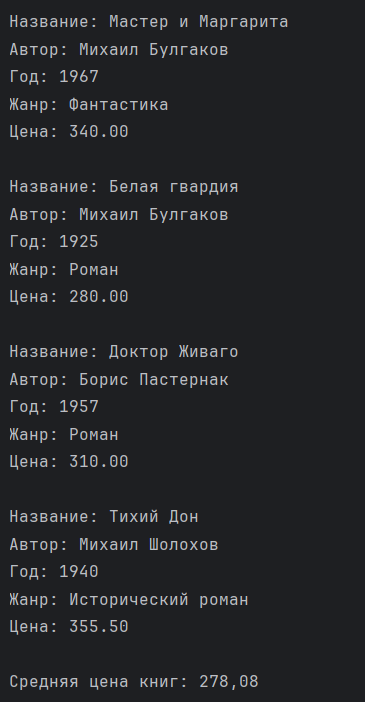 Название: Мастер и Маргарита
Автор: Михаил Булгаков
Год: 1967
Жанр: Фантастика
Цена: 340.00
Название: Белая гвардия
Автор: Михаил Булгаков
Год: 1925
Жанр: Роман
Цена: 280.00
Название: Доктор Живаго
Автор: Борис Пастернак
Год: 1957
Жанр: Роман
Цена: 310.00
Название: Тихий Дон
Автор: Михаил Шолохов
Год: 1940
Жанр: Исторический роман
Цена: 355.50
Средняя цена книг: 278,08